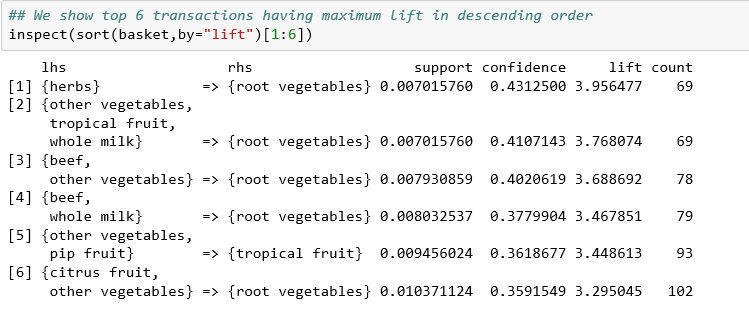 ## We show top 6 transactions having maximum lift in descending order
inspect(sort(basket,by="lift")[1:6])
    lhs                    rhs                support     confidence lift     count
[1] {herbs}             => {root vegetables} 0.007015760 0.4312500 3.956477  69
[2] {other vegetables,
     tropical fruit,
     whole milk}        => {root vegetables} 0.007015760 0.4107143 3.768074  69
[3] {beef,
     other vegetables}  => {root vegetables} 0.007930859 0.4020619 3.688692  78
[4] {beef,
     whole milk}        => {root vegetables} 0.008032537 0.3779904 3.467851  79
[5] {other vegetables,
     pip fruit}         => {tropical fruit}  0.009456024 0.3618677 3.448613  93
[6] {citrus fruit,
     other vegetables}  => {root vegetables} 0.010371124 0.3591549 3.295045 102